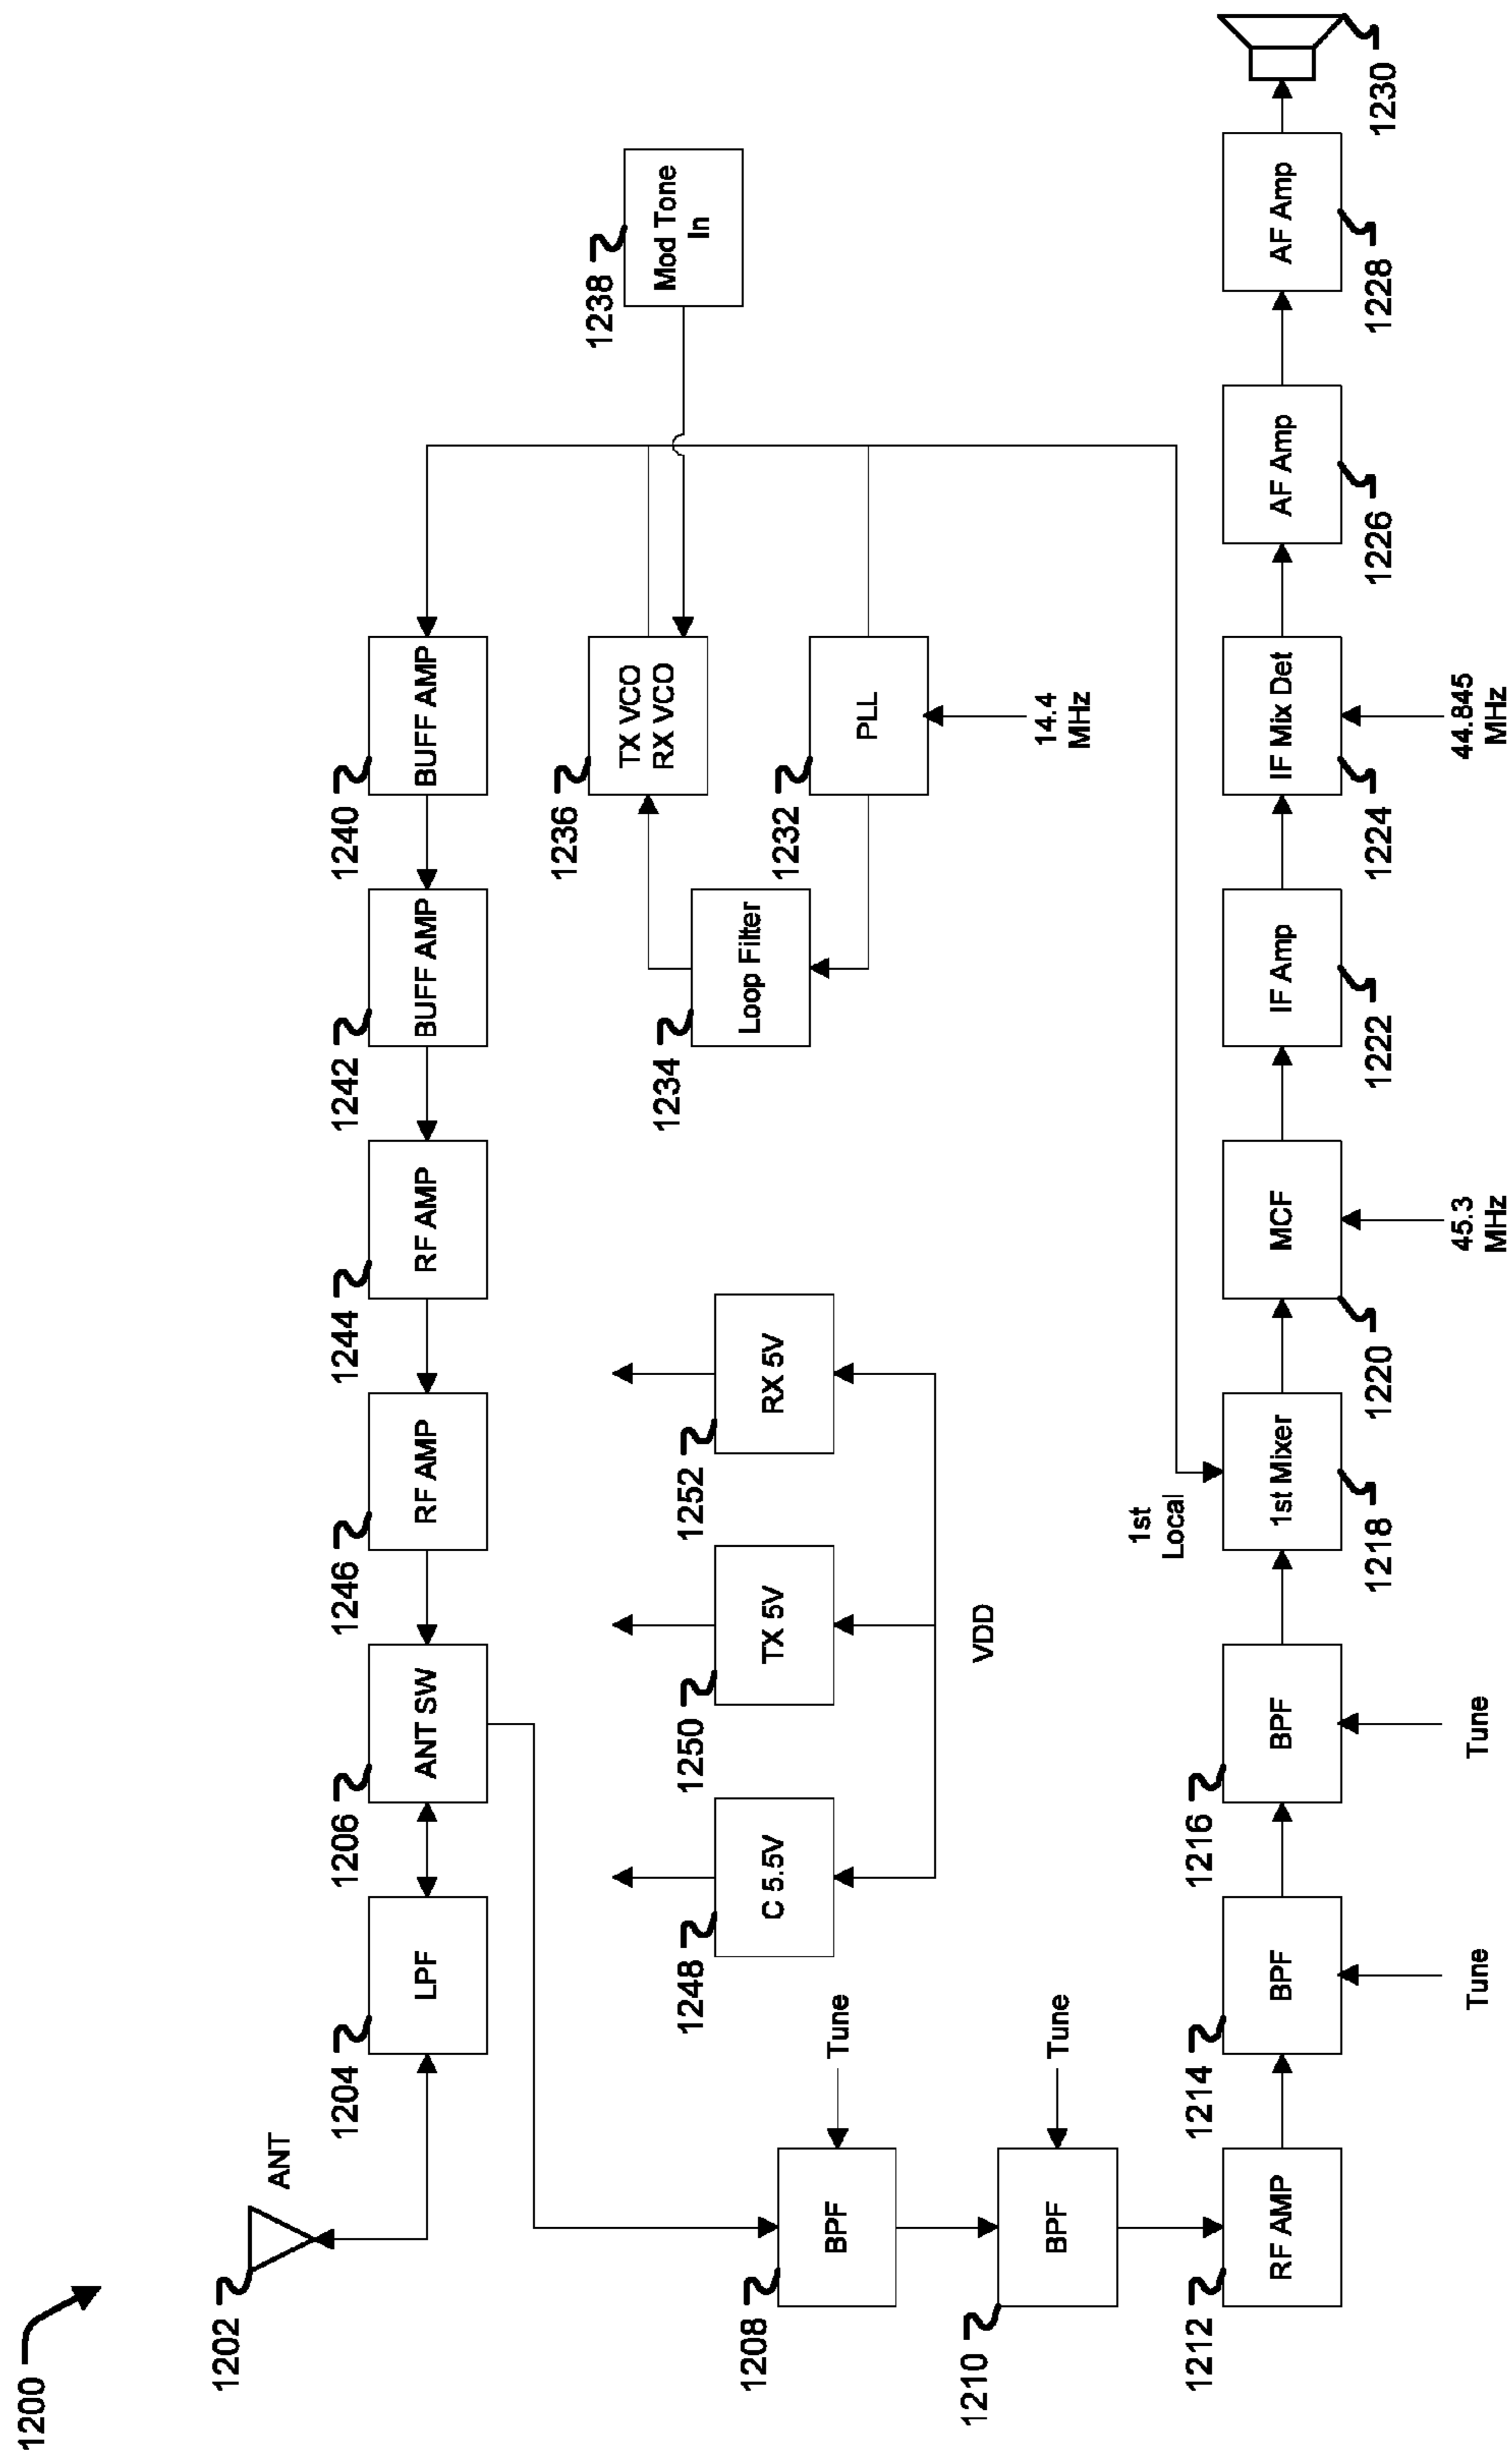 1200
1202
ANT
1204
LPF
1206
ANT SW
1246
RF AMP
1244
RF AMP
1242
BUFF AMP
1240
BUFF AMP
1238
Mod Tone
In
1236
TX VCO
RX VCO
1234
Loop Filter
1232
PLL
14.4
MHz
1248
C 5.5V
1250
TX 5V
1252
RX 5V
VDD
1208
BPF
Tune
1210
BPF
Tune
1212
RF AMP
1214
BPF
Tune
1216
BPF
Tune
1st
Local
1st Mixer
1218
MCF
1220
45.3
MHz
IF Amp
1222
IF Mix Det
1224
44.845
MHz
AF Amp
1226
AF Amp
1228
1230